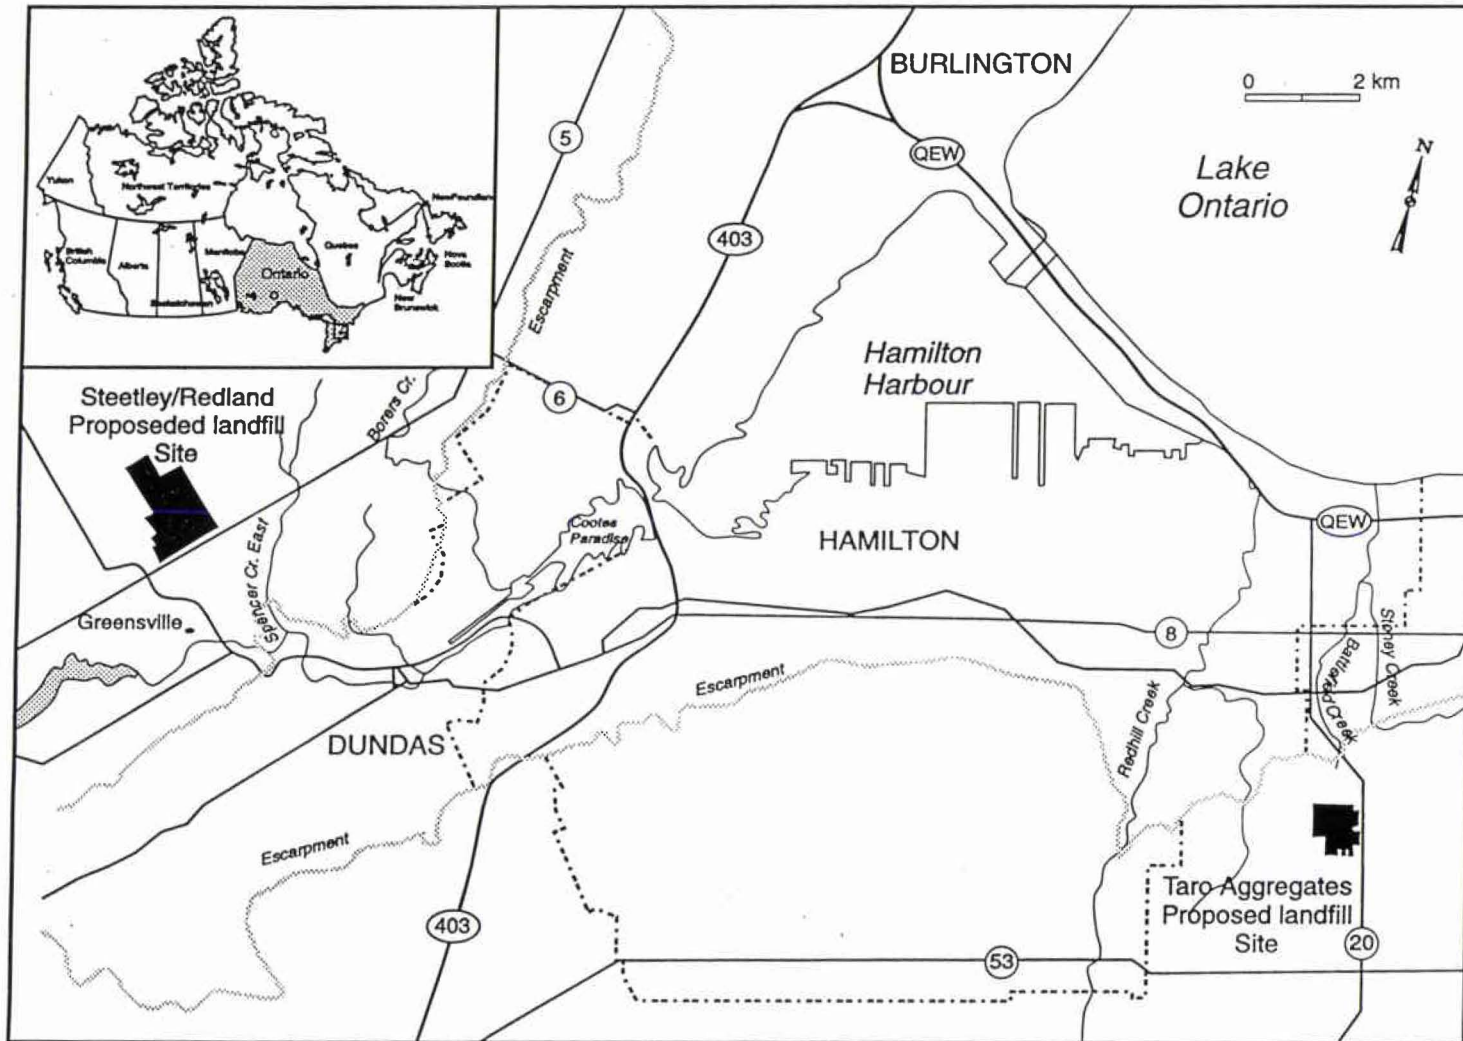 Yukon
Northwest Territories
British
Columbia
Alberta
Saskatchewan
Manitoba
Ontario
Quebec
Newfoundland
Nova
Scotia
New
Brunswick
BURLINGTON
0 2 km
N
Lake
Ontario
QEW
5
403
Escarpment
Hamilton
Harbour
Steetley/Redland
Proposeded landfill
Site
Borers Cr.
6
Cootes
Paradise
HAMILTON
QEW
Spencer Cr. East
Greensville
8
Stoney Creek
Battlefield Creek
Escarpment
Redhill Creek
DUNDAS
Escarpment
Taro Aggregates
Proposed landfill
Site
403
53
20